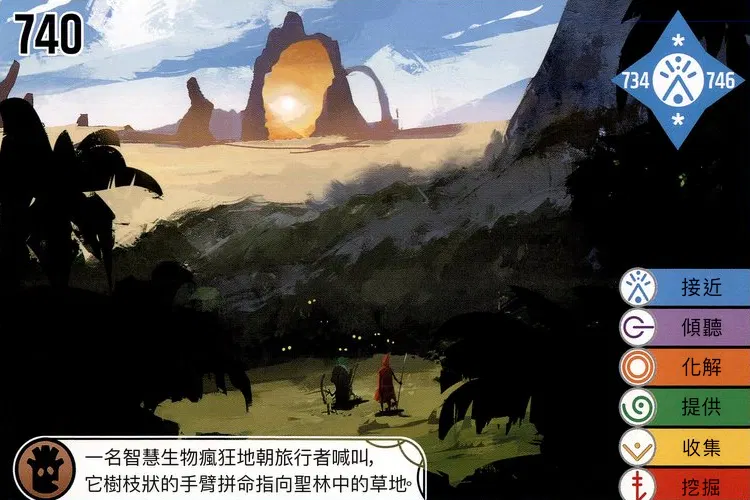 740
*
734 746
*
接近
傾聽
化解
提供
收集
挖掘
一名智慧生物瘋狂地朝旅行者喊叫,
它樹枝狀的手臂拼命指向聖林中的草地。